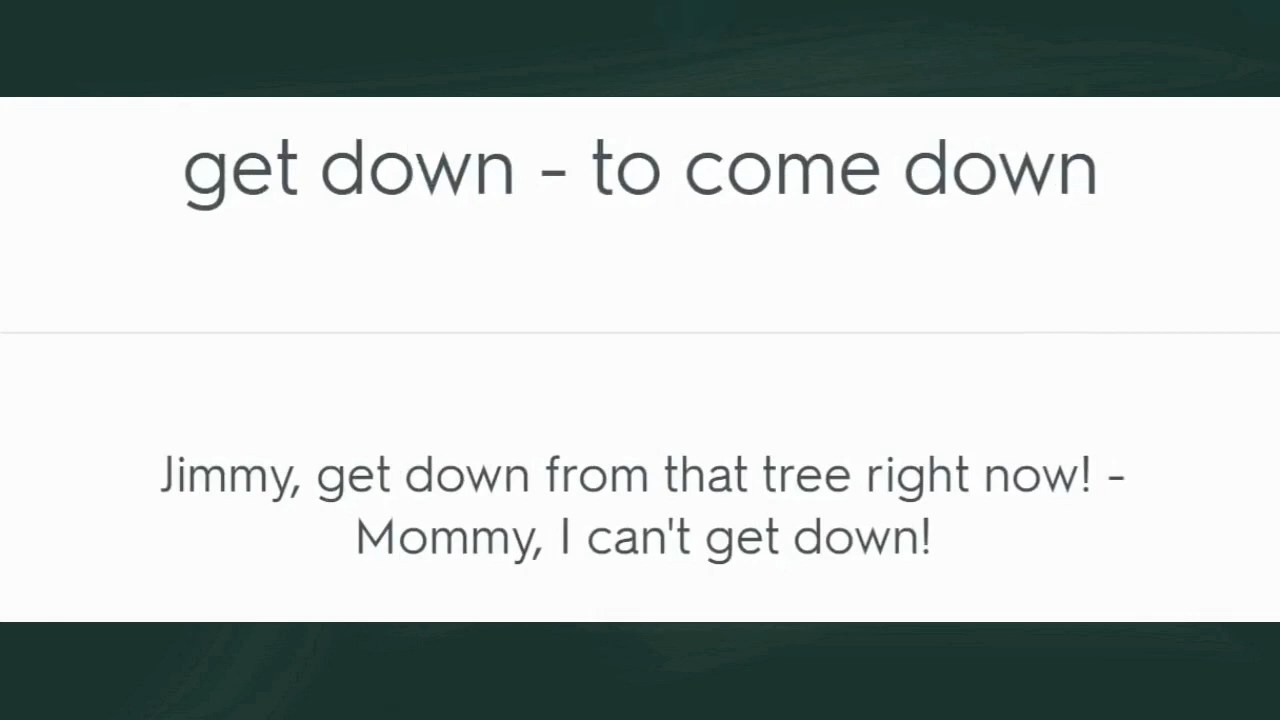 get down - to come down
Jimmy, get down from that tree right now! -
Mommy, I can't get down!